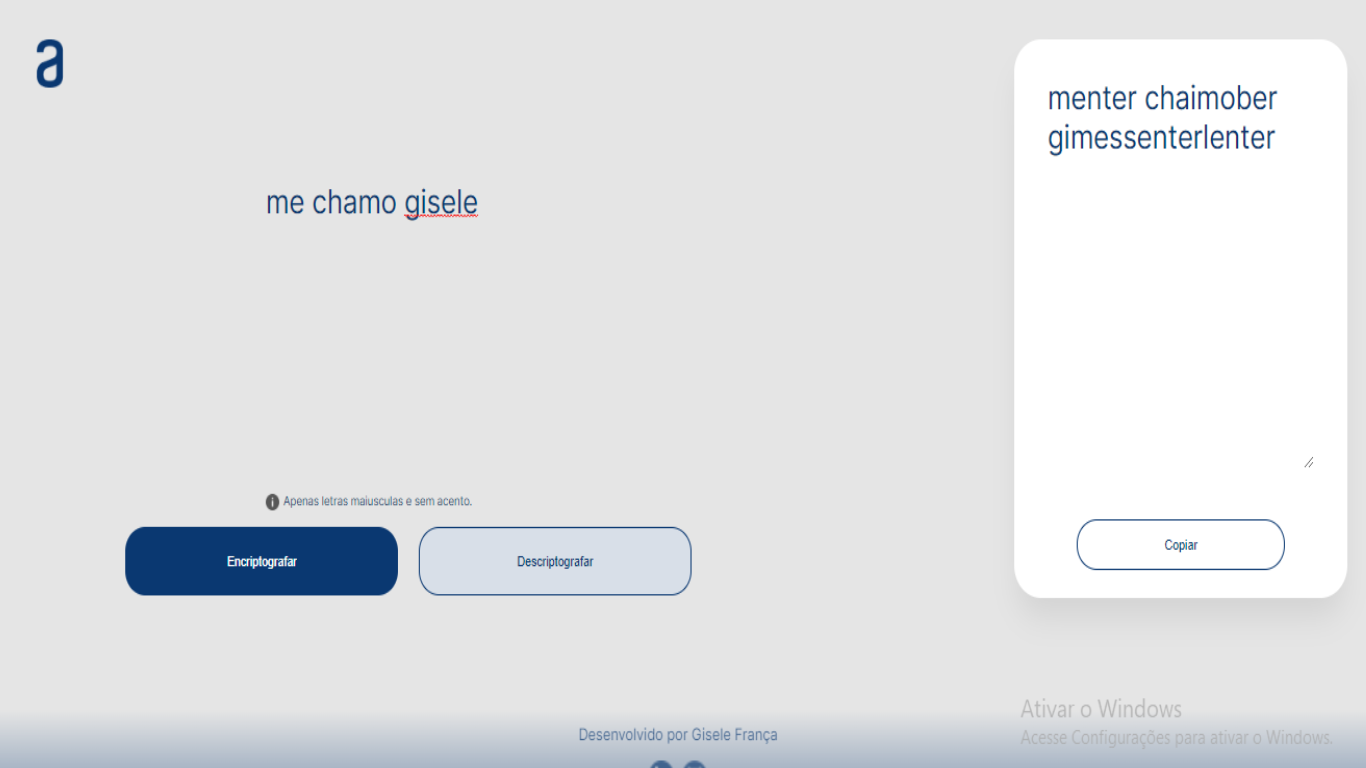 a
me chamo gisele
Apenas letras maiusculas e sem acento.
Encriptografar
Descriptografar
menter chaimober
gimessenterlenter
Copiar
Ativar o Windows
Acesse Configurações para ativar o Windows.
Desenvolvido por Gisele França